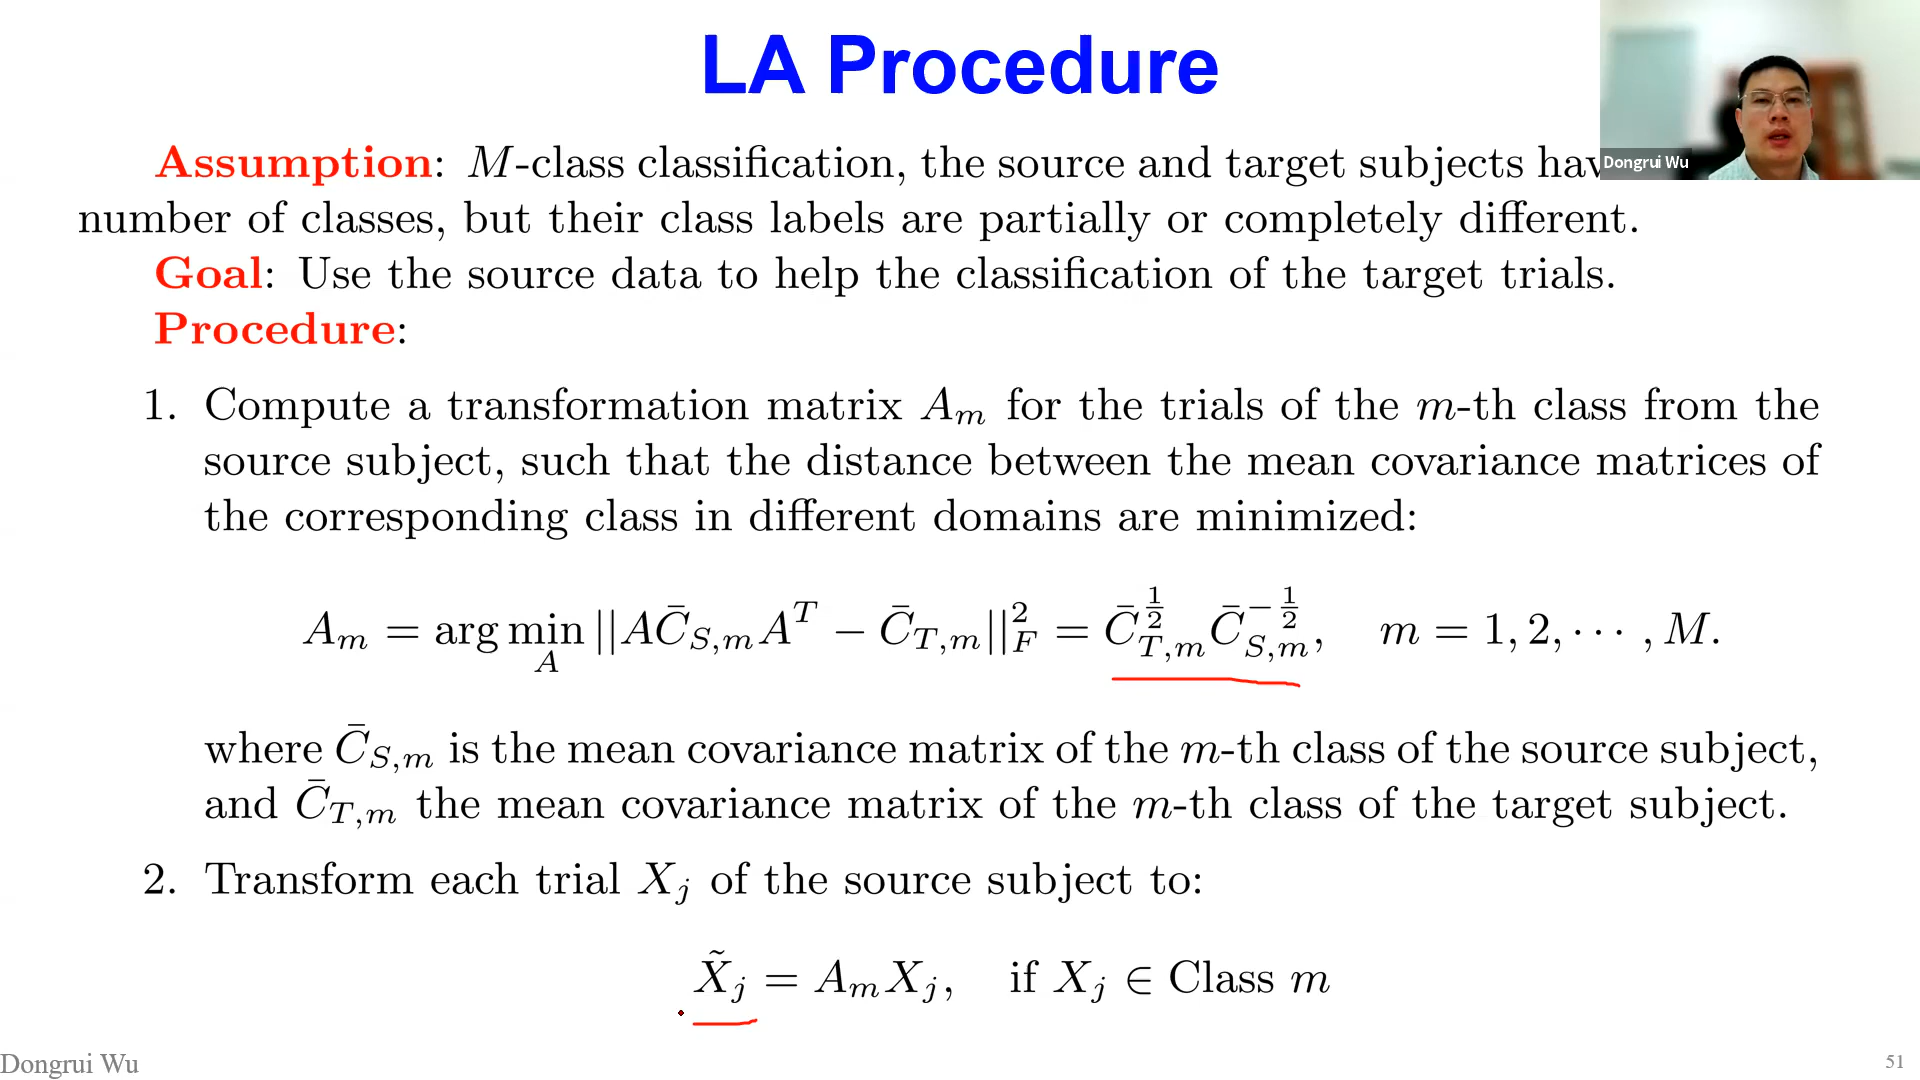 LA Procedure
Dongrui Wu
Assumption: M-class classification, the source and target subjects hav
number of classes, but their class labels are partially or completely different.
Goal: Use the source data to help the classification of the target trials.
Procedure:
1. Compute a transformation matrix Aₘ for the trials of the m-th class from the
source subject, such that the distance between the mean covariance matrices of
the corresponding class in different domains are minimized:
A_m = arg min_A ||A C̄_{S,m} A^T − C̄_{T,m}||_F^2 = C̄_{T,m}^{1/2} C̄_{S,m}^{−1/2}, m = 1, 2, ⋯ , M.
where C̄_{S,m} is the mean covariance matrix of the m-th class of the source subject,
and C̄_{T,m} the mean covariance matrix of the m-th class of the target subject.
2. Transform each trial X_j of the source subject to:
X̃_j = A_m X_j, if X_j ∈ Class m
Dongrui Wu
51